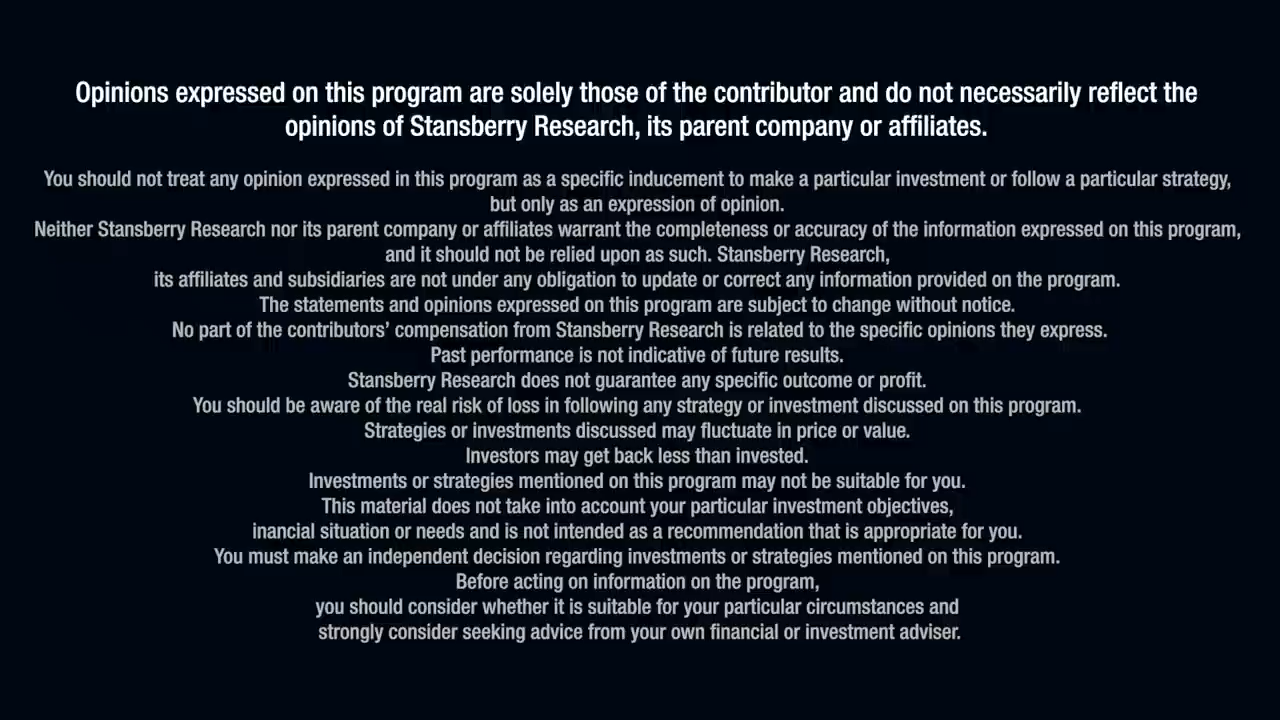 Opinions expressed on this program are solely those of the contributor and do not necessarily reflect the
opinions of Stansberry Research, its parent company or affiliates.
You should not treat any opinion expressed in this program as a specific inducement to make a particular investment or follow a particular strategy,
but only as an expression of opinion.
Neither Stansberry Research nor its parent company or affiliates warrant the completeness or accuracy of the information expressed on this program,
and it should not be relied upon as such. Stansberry Research,
its affiliates and subsidiaries are not under any obligation to update or correct any information provided on the program.
The statements and opinions expressed on this program are subject to change without notice.
No part of the contributors’ compensation from Stansberry Research is related to the specific opinions they express.
Past performance is not indicative of future results.
Stansberry Research does not guarantee any specific outcome or profit.
You should be aware of the real risk of loss in following any strategy or investment discussed on this program.
Strategies or investments discussed may fluctuate in price or value.
Investors may get back less than invested.
Investments or strategies mentioned on this program may not be suitable for you.
This material does not take into account your particular investment objectives,
inancial situation or needs and is not intended as a recommendation that is appropriate for you.
You must make an independent decision regarding investments or strategies mentioned on this program.
Before acting on information on the program,
you should consider whether it is suitable for your particular circumstances and
strongly consider seeking advice from your own financial or investment adviser.